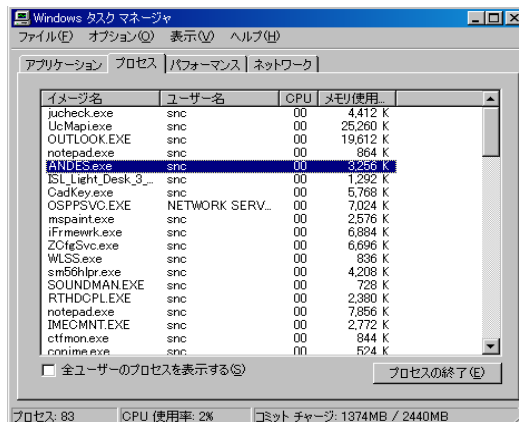 Windows タスク マネージャ
ファイル(F) オプション(O) 表示(V) ヘルプ(H)
アプリケーション プロセス パフォーマンス ネットワーク
イメージ名 ユーザー名 CPU メモリ使用...
jucheck.exe snc 00 4,412 K
UcMapi.exe snc 00 25,260 K
OUTLOOK.EXE snc 00 19,612 K
notepad.exe snc 00 864 K
ANDES.exe snc 00 3,256 K
ISL_Light_Desk_3_... snc 00 1,292 K
CadKey.exe snc 00 5,768 K
OSPPSVC.EXE NETWORK SERV... 00 7,024 K
mspaint.exe snc 00 2,576 K
iFrmewrk.exe snc 00 6,884 K
ZCfgSvc.exe snc 00 6,696 K
WLSS.exe snc 00 836 K
sm56hlpr.exe snc 00 4,208 K
SOUNDMAN.EXE snc 00 728 K
RTHDCPL.EXE snc 00 2,380 K
notepad.exe snc 00 7,856 K
IMECMNT.EXE snc 00 2,772 K
ctfmon.exe snc 00 844 K
conime.exe snc 00 524 K
全ユーザーのプロセスを表示する(S) プロセスの終了(E)
プロセス: 83 CPU 使用率: 2% コミット チャージ: 1374MB / 2440MB